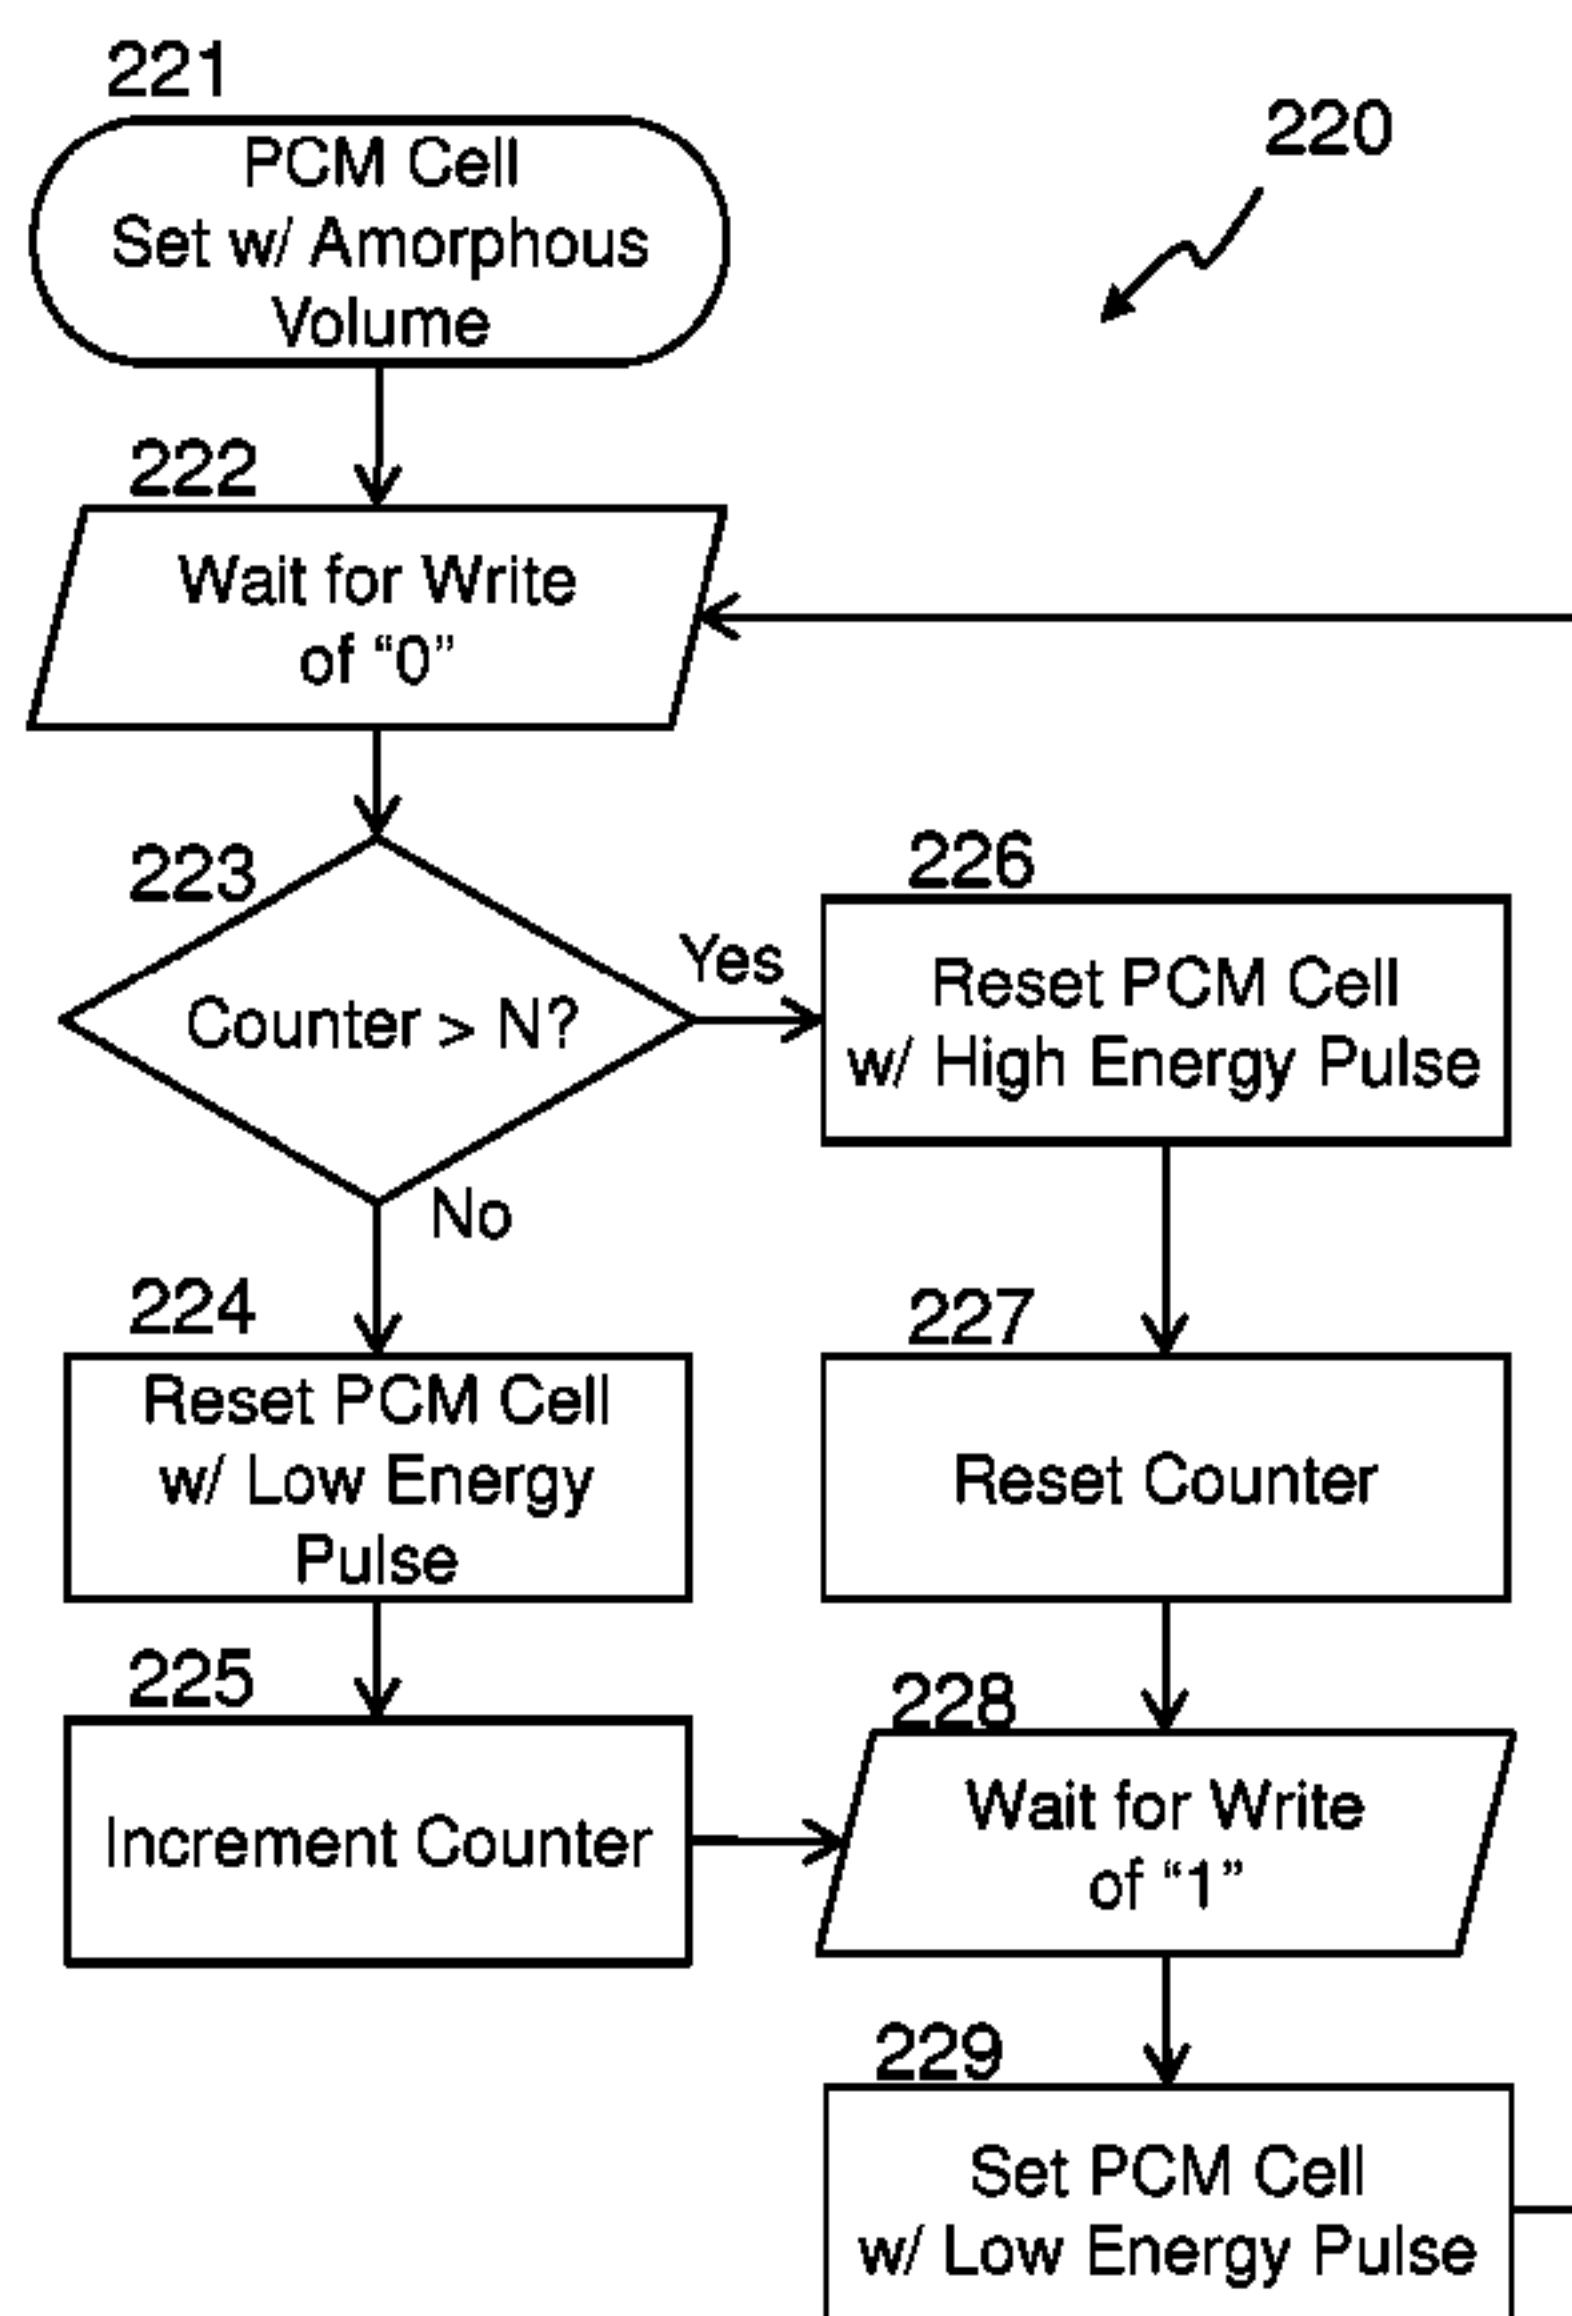 221
PCM Cell
Set w/ Amorphous
Volume
220
222
Wait for Write
of “0”
223
Counter > N?
Yes
No
226
Reset PCM Cell
w/ High Energy Pulse
224
Reset PCM Cell
w/ Low Energy
Pulse
227
Reset Counter
225
Increment Counter
228
Wait for Write
of “1”
229
Set PCM Cell
w/ Low Energy Pulse